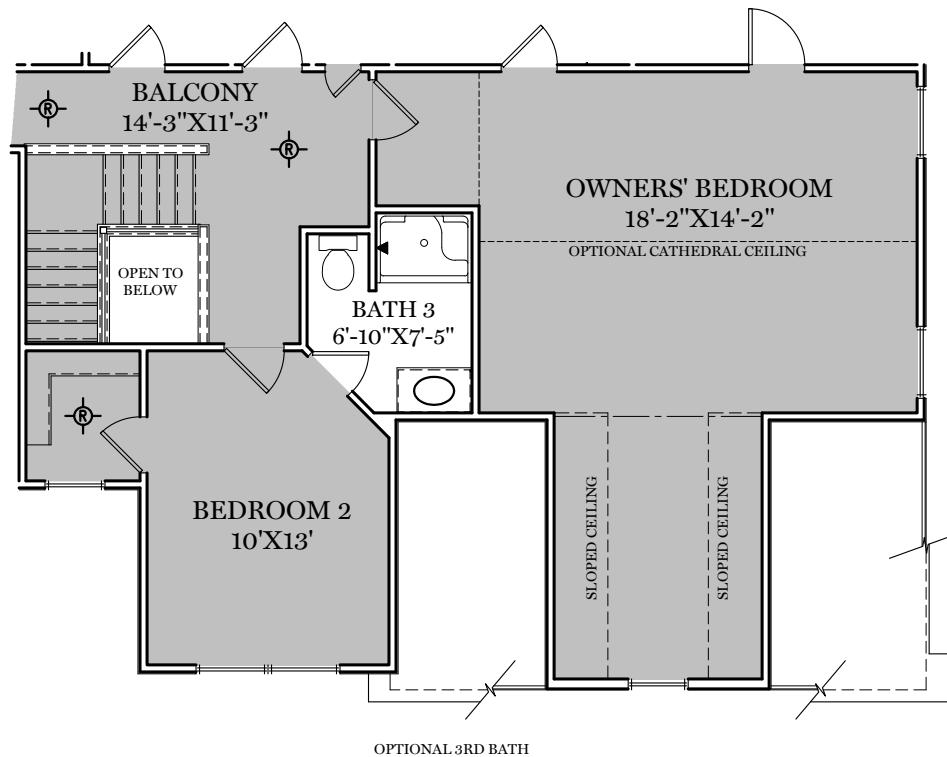 BALCONY
14'-3"X11'-3"
R
R
OWNERS' BEDROOM
18'-2"X14'-2"
OPTIONAL CATHEDRAL CEILING
OPEN TO
BELOW
BATH 3
6'-10"X7'-5"
R
BEDROOM 2
10'X13'
SLOPED CEILING
SLOPED CEILING
OPTIONAL 3RD BATH